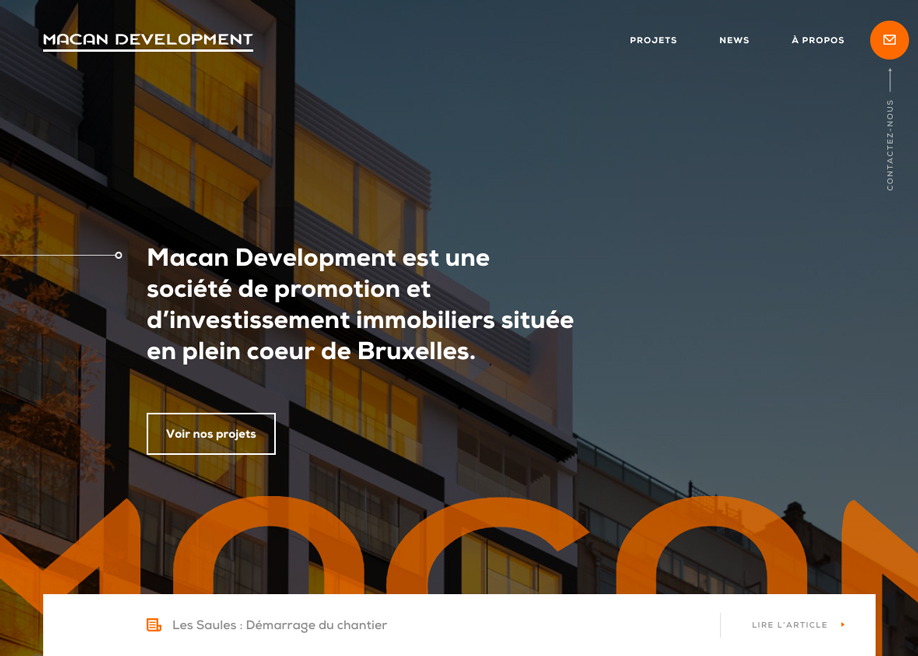 MACAN DEVELOPMENT
PROJETS
NEWS
À PROPOS
CONTACTEZ-NOUS
Macan Development est une
société de promotion et
d’investissement immobiliers située
en plein coeur de Bruxelles.
Voir nos projets
MACAN
Les Saules : Démarrage du chantier
LIRE L'ARTICLE